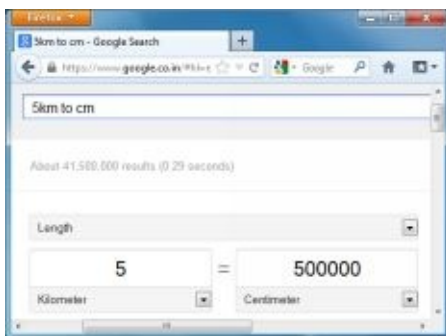 Firefox
5km to cm - Google Search
https://www.google.co.in/#hl=e
Google
5km to cm
About 41,500,000 results (0.29 seconds)
Length
5 = 500000
Kilometer Centimeter